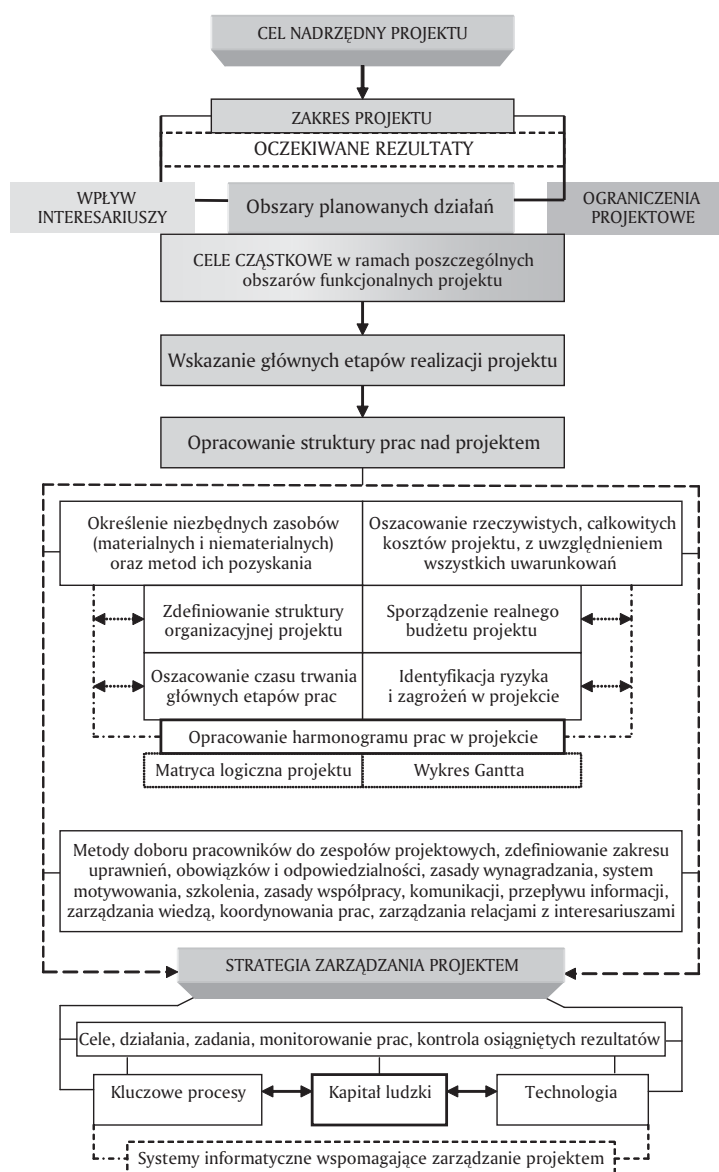 CEL NADRZĘDNY PROJEKTU
ZAKRES PROJEKTU
OCZEKIWANE REZULTATY
WPŁYW
INTERESARIUSZY
Obszary planowanych działań
OGRANICZENIA
PROJEKTOWE
CELE CZĄSTKOWE w ramach poszczególnych
obszarów funkcjonalnych projektu
Wskazanie głównych etapów realizacji projektu
Opracowanie struktury prac nad projektem
Określenie niezbędnych zasobów
(materialnych i niematerialnych)
oraz metod ich pozyskania
Oszacowanie rzeczywistych, całkowitych
kosztów projektu, z uwzględnieniem
wszystkich uwarunkowań
Zdefiniowanie struktury
organizacyjnej projektu
Sporządzenie realnego
budżetu projektu
Oszacowanie czasu trwania
głównych etapów prac
Identyfikacja ryzyka
i zagrożeń w projekcie
Opracowanie harmonogramu prac w projekcie
Matryca logiczna projektu
Wykres Gantta
Metody doboru pracowników do zespołów projektowych, zdefiniowanie zakresu
uprawnień, obowiązków i odpowiedzialności, zasady wynagradzania, system
motywowania, szkolenia, zasady współpracy, komunikacji, przepływu informacji,
zarządzania wiedzą, koordynowania prac, zarządzania relacjami z interesariuszami
STRATEGIA ZARZĄDZANIA PROJEKTEM
Cele, działania, zadania, monitorowanie prac, kontrola osiągniętych rezultatów
Kluczowe procesy
Kapitał ludzki
Technologia
Systemy informatyczne wspomagające zarządzanie projektem